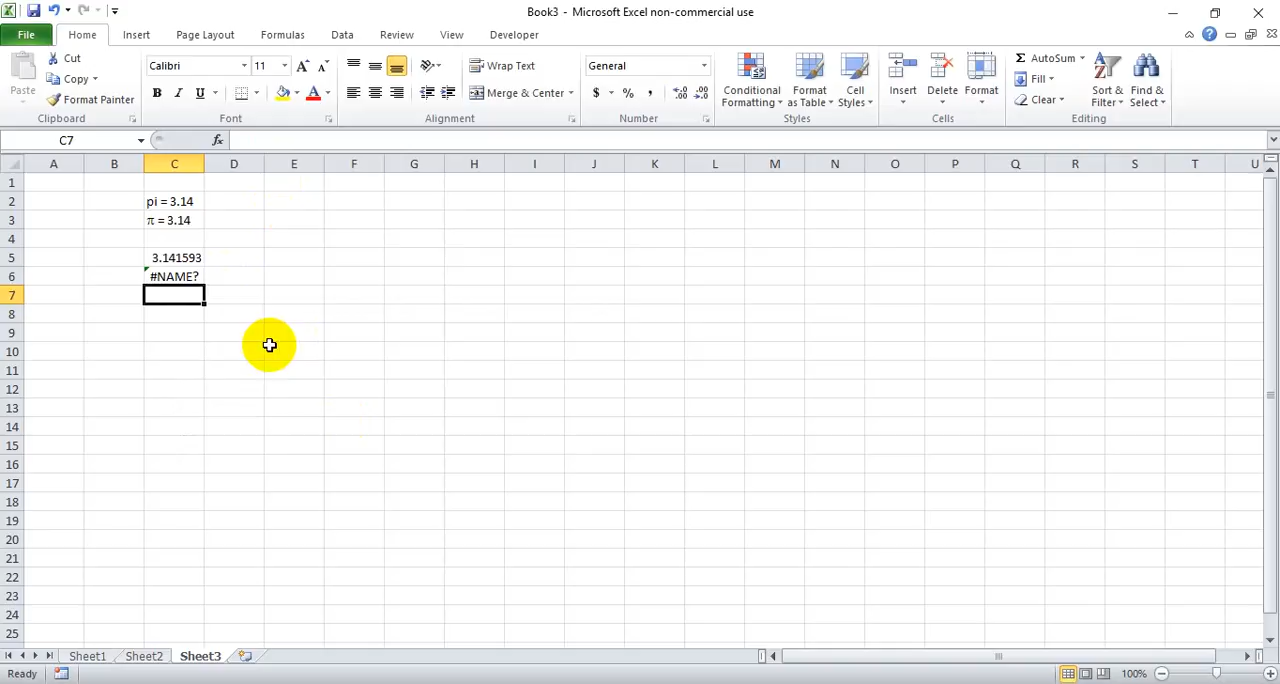 Book3 - Microsoft Excel non-commercial use
File Home Insert Page Layout Formulas Data Review View Developer
Paste
Cut
Copy
Format Painter
Clipboard
Calibri 11
B I U
Font
Wrap Text
Merge & Center
Alignment
General
$ % ,
Number
Conditional Formatting
Format as Table
Cell Styles
Styles
Insert Delete Format
Cells
Σ AutoSum
Fill
Clear
Sort & Filter
Find & Select
Editing
C7 fx
A B C D E F G H I J K L M N O P Q R S T U
1
2 pi = 3.14
3 π = 3.14
4
5 3.141593
6 #NAME?
7
8
9
10
11
12
13
14
15
16
17
18
19
20
21
22
23
24
25
Sheet1 Sheet2 Sheet3
Ready 100%